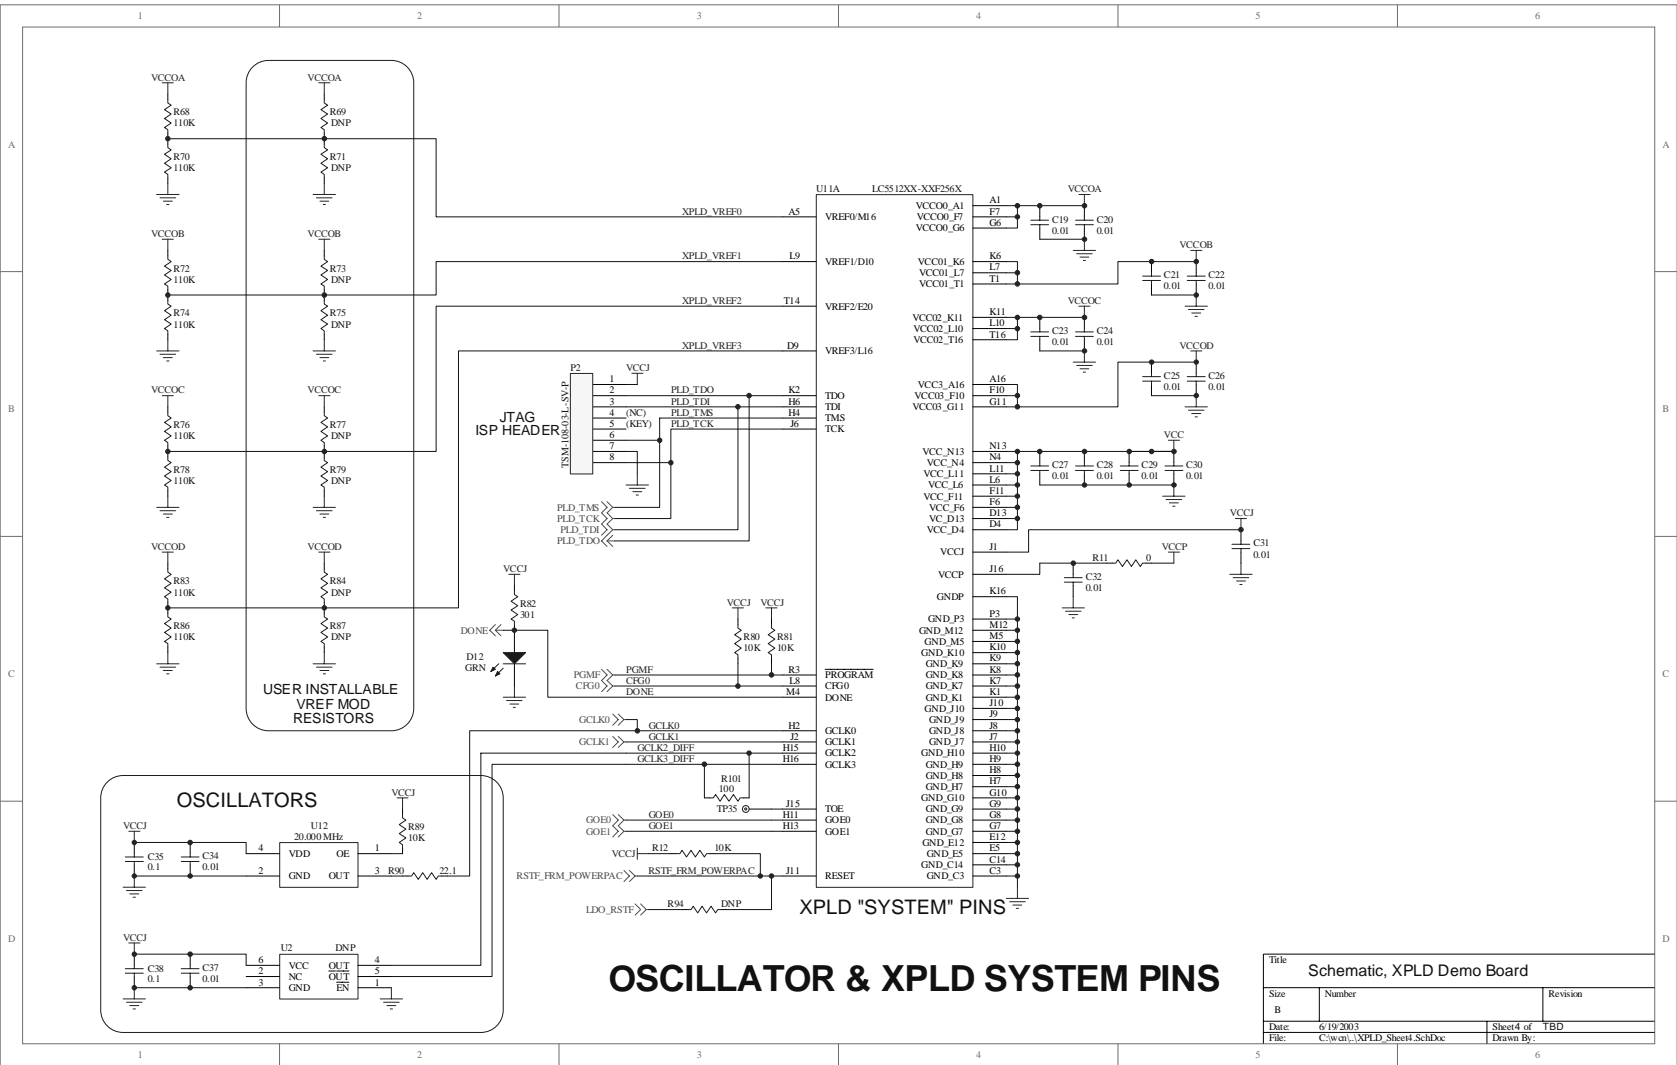 1 2 3 4 5 6
A
B
C
D
VCCOA VCCOA
R68
110K
R69
DNP
R70
110K
R71
DNP
VCCOB VCCOB
R72
110K
R73
DNP
R74
110K
R75
DNP
VCCOC VCCOC
R76
110K
R77
DNP
R78
110K
R79
DNP
VCCOD VCCOD
R83
110K
R84
DNP
R86
110K
R87
DNP
USER INSTALLABLE
VREF MOD
RESISTORS
XPLD_VREF0 A5
XPLD_VREF1 L9
XPLD_VREF2 T14
XPLD_VREF3 D9
P2
VCCJ
TSM-108-03-L-SV-P
JTAG
ISP HEADER
1
2 PLD_TDO K2
3 PLD_TDI H6
4 (NC) PLD_TMS H4
5 (KEY) PLD_TCK J6
6
7
8
PLD_TMS
PLD_TCK
PLD_TDI
PLD_TDO
VCCJ
R82
301
DONE
D12
GRN
VCCJ VCCJ
R80
10K
R81
10K
PGMF PGMF R3
CFG0 CFG0 L8
DONE M4
GCLK0 GCLK0 H2
GCLK1 GCLK1 J2
GCLK2_DIFF H15
GCLK3_DIFF H16
R101
100
TP35 J15
GOE0 GOE0 H11
GOE1 GOE1 H13
VCCJ R12 10K
RSTF_FRM_POWERPAC RSTF_FRM_POWERPAC J11
LDO_RSTF R94 DNP
U11A LC5512XX-XXF256X
VREF0/M16
VREF1/D10
VREF2/E20
VREF3/L16
TDO
TDI
TMS
TCK
PROGRAM
CFG0
DONE
GCLK0
GCLK1
GCLK2
GCLK3
TOE
GOE0
GOE1
RESET
VCCO0_A1 A1
VCCO0_F7 F7
VCCO0_G6 G6
VCC01_K6 K6
VCC01_L7 L7
VCC01_T1 T1
VCC02_K11 K11
VCC02_L10 L10
VCC02_T16 T16
VCC3_A16 A16
VCC03_F10 F10
VCC03_G11 G11
VCC_N13 N13
VCC_N4 N4
VCC_L11 L11
VCC_L6 L6
VCC_F11 F11
VCC_F6 F6
VC_D13 D13
VCC_D4 D4
VCCJ J1
VCCP J16
GNDP K16
GND_P3 P3
GND_M12 M12
GND_M5 M5
GND_K10 K10
GND_K9 K9
GND_K8 K8
GND_K7 K7
GND_K1 K1
GND_J10 J10
GND_J9 J9
GND_J8 J8
GND_J7 J7
GND_H10 H10
GND_H9 H9
GND_H8 H8
GND_H7 H7
GND_G10 G10
GND_G9 G9
GND_G8 G8
GND_G7 G7
GND_E12 E12
GND_E5 E5
GND_C14 C14
GND_C3 C3
VCCOA
C19
0.01
C20
0.01
VCCOB
C21
0.01
C22
0.01
VCCOC
C23
0.01
C24
0.01
VCCOD
C25
0.01
C26
0.01
VCC
C27
0.01
C28
0.01
C29
0.01
C30
0.01
VCCJ
C31
0.01
R11 0
VCCP
C32
0.01
XPLD "SYSTEM" PINS
OSCILLATORS
VCCJ
C35
0.1
C34
0.01
U12
20.000 MHz
4 VDD OE 1
2 GND OUT 3
VCCJ
R89
10K
R90 22.1
VCCJ
C38
0.1
C37
0.01
U2 DNP
6 VCC OUT 4
2 NC OUT 5
3 GND EN 1
OSCILLATOR & XPLD SYSTEM PINS
Title
Schematic, XPLD Demo Board
Size Number Revision
B
Date: 6/19/2003 Sheet4 of TBD
File: C:\wcn\..\XPLD_Sheet4.SchDoc Drawn By:
A
B
C
D
1 2 3 4 5 6